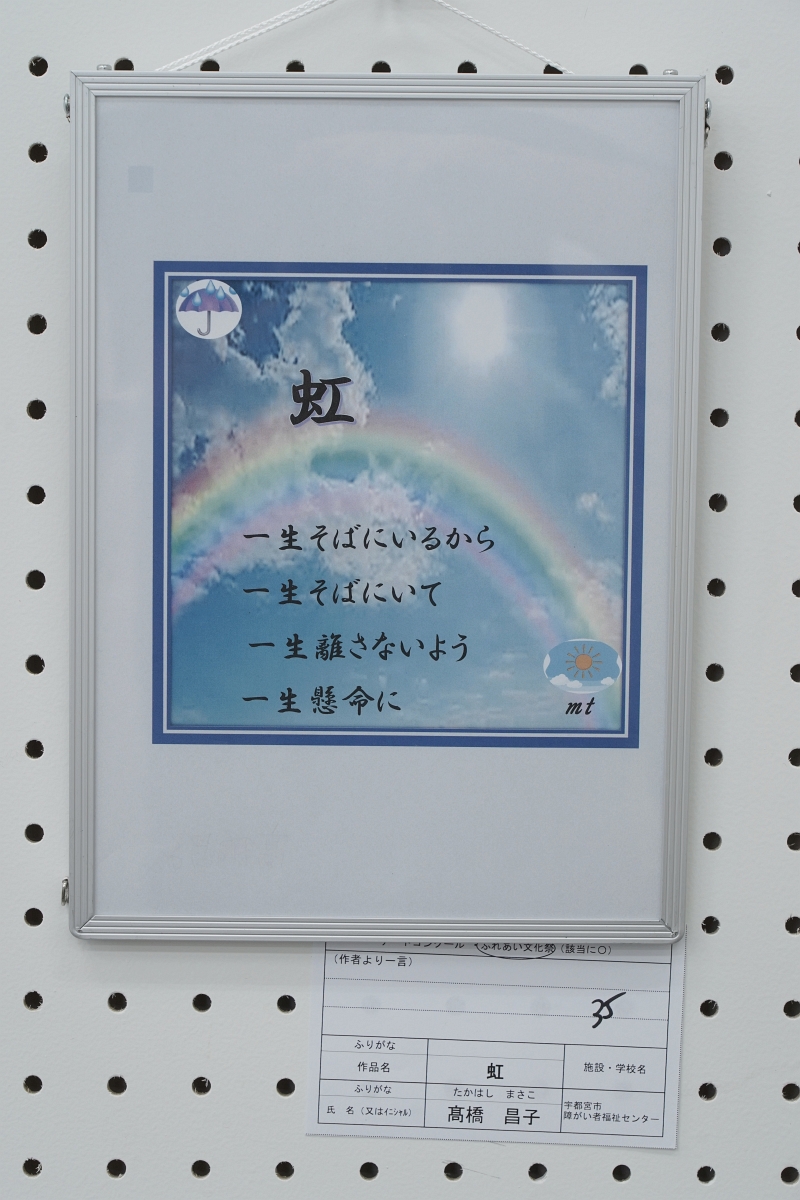 虹
一生そばにいるから
一生そばにいて
一生離さないよう
一生懸命に
mt
ふれあい文化祭 (該当に○)
(作者より一言)
35
ふりがな
作品名 虹 施設・学校名
ふりがな たかはし まさこ
氏 名 (又はｲﾆｼｬﾙ) 髙橋 昌子 宇都宮市
障がい者福祉センター